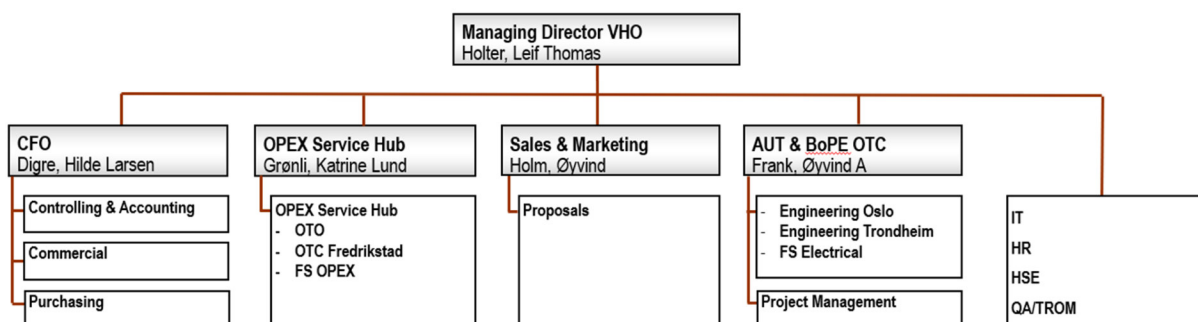 Managing Director VHO
Holter, Leif Thomas
CFO
Digre, Hilde Larsen
Controlling & Accounting
Commercial
Purchasing
OPEX Service Hub
Grønli, Katrine Lund
OPEX Service Hub
- OTO
- OTC Fredrikstad
- FS OPEX
Sales & Marketing
Holm, Øyvind
Proposals
AUT & BoPE OTC
Frank, Øyvind A
- Engineering Oslo
- Engineering Trondheim
- FS Electrical
Project Management
IT
HR
HSE
QA/TROM